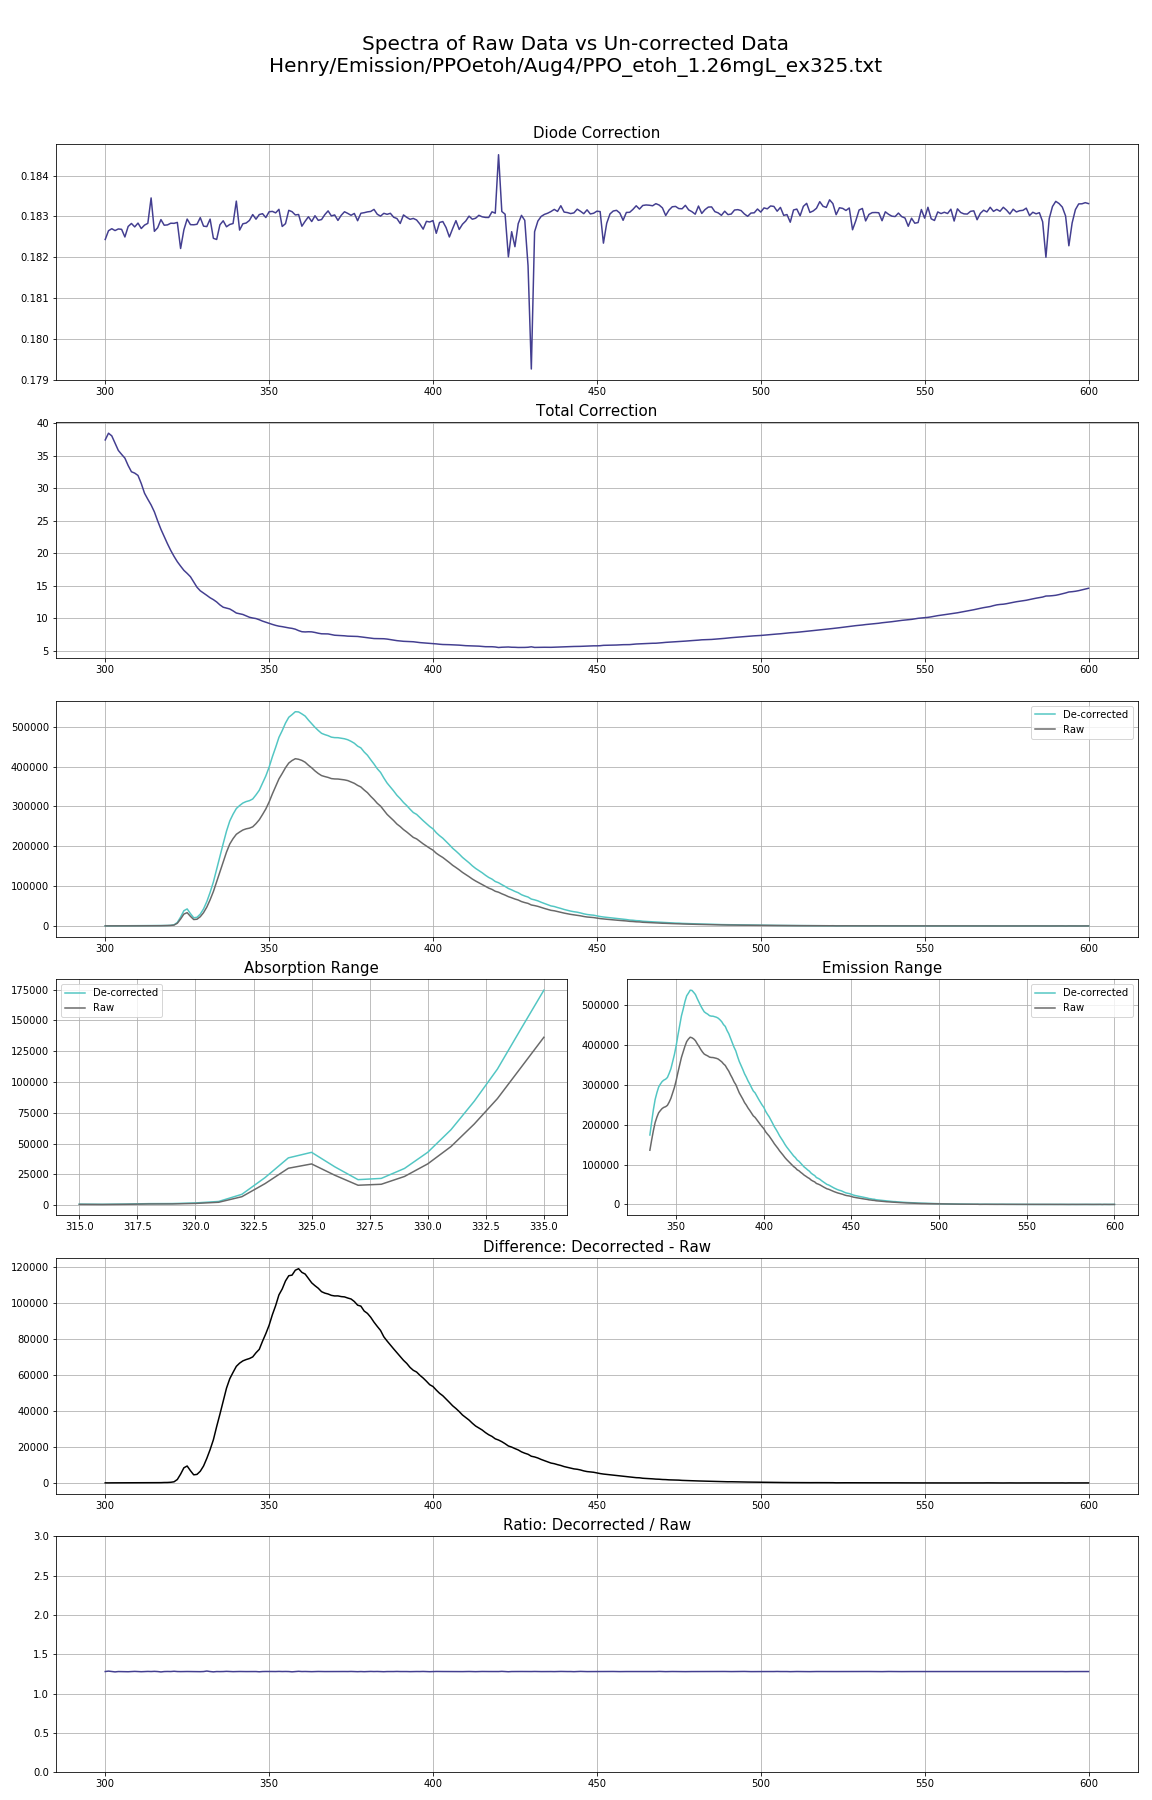 Spectra of Raw Data vs Un-corrected Data
Henry/Emission/PPOetoh/Aug4/PPO_etoh_1.26mgL_ex325.txt
Diode Correction
0.184
0.183
0.182
0.181
0.180
0.179
300 350 400 450 500 550 600
Total Correction
40
35
30
25
20
15
10
5
300 350 400 450 500 550 600
De-corrected
Raw
500000
400000
300000
200000
100000
0
300 350 400 450 500 550 600
Absorption Range
De-corrected
Raw
175000
150000
125000
100000
75000
50000
25000
0
315.0 317.5 320.0 322.5 325.0 327.5 330.0 332.5 335.0
Emission Range
De-corrected
Raw
500000
400000
300000
200000
100000
0
350 400 450 500 550 600
Difference: Decorrected - Raw
120000
100000
80000
60000
40000
20000
0
300 350 400 450 500 550 600
Ratio: Decorrected / Raw
3.0
2.5
2.0
1.5
1.0
0.5
0.0
300 350 400 450 500 550 600